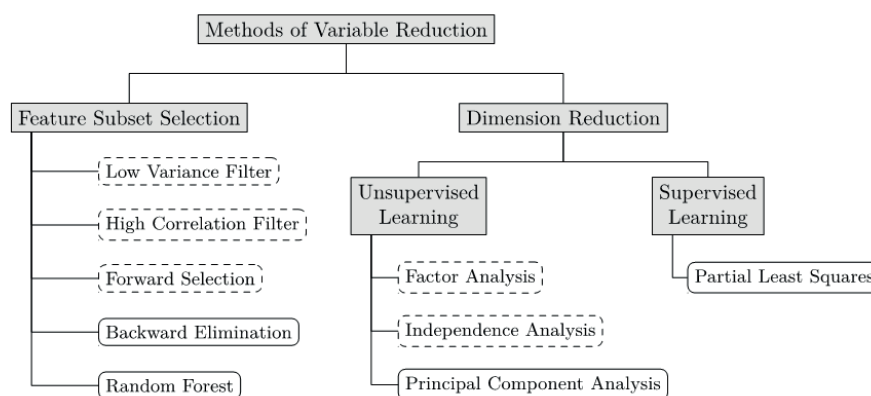 Methods of Variable Reduction
Feature Subset Selection
Dimension Reduction
Low Variance Filter
High Correlation Filter
Forward Selection
Backward Elimination
Random Forest
Unsupervised
Learning
Factor Analysis
Independence Analysis
Principal Component Analysis
Supervised
Learning
Partial Least Squares